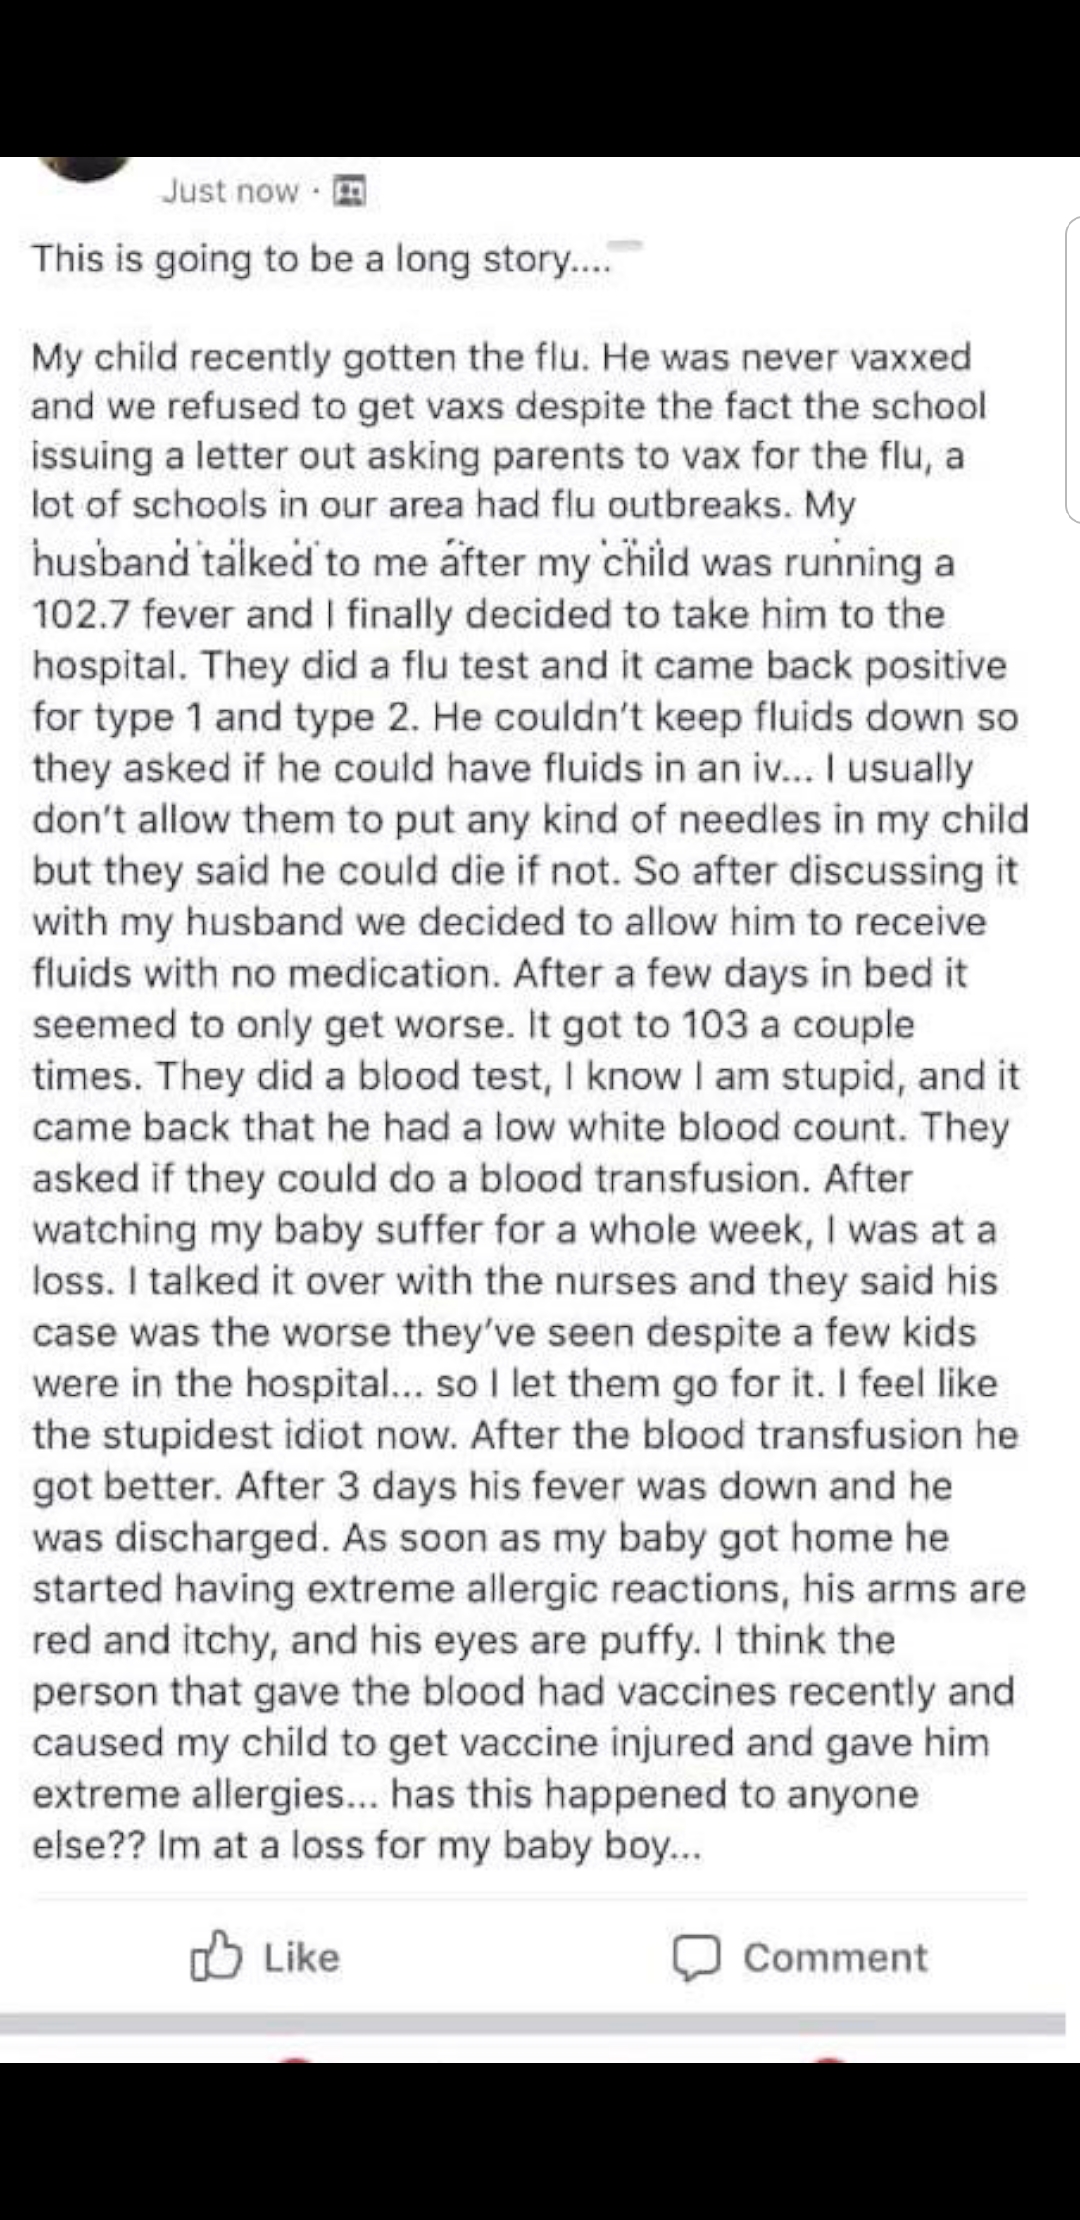 Just now ·
This is going to be a long story....
My child recently gotten the flu. He was never vaxxed
and we refused to get vaxs despite the fact the school
issuing a letter out asking parents to vax for the flu, a
lot of schools in our area had flu outbreaks. My
husband talked to me after my child was running a
102.7 fever and I finally decided to take him to the
hospital. They did a flu test and it came back positive
for type 1 and type 2. He couldn't keep fluids down so
they asked if he could have fluids in an iv... I usually
don't allow them to put any kind of needles in my child
but they said he could die if not. So after discussing it
with my husband we decided to allow him to receive
fluids with no medication. After a few days in bed it
seemed to only get worse. It got to 103 a couple
times. They did a blood test, I know I am stupid, and it
came back that he had a low white blood count. They
asked if they could do a blood transfusion. After
watching my baby suffer for a whole week, I was at a
loss. I talked it over with the nurses and they said his
case was the worse they've seen despite a few kids
were in the hospital... so I let them go for it. I feel like
the stupidest idiot now. After the blood transfusion he
got better. After 3 days his fever was down and he
was discharged. As soon as my baby got home he
started having extreme allergic reactions, his arms are
red and itchy, and his eyes are puffy. I think the
person that gave the blood had vaccines recently and
caused my child to get vaccine injured and gave him
extreme allergies... has this happened to anyone
else?? Im at a loss for my baby boy...
Like Comment